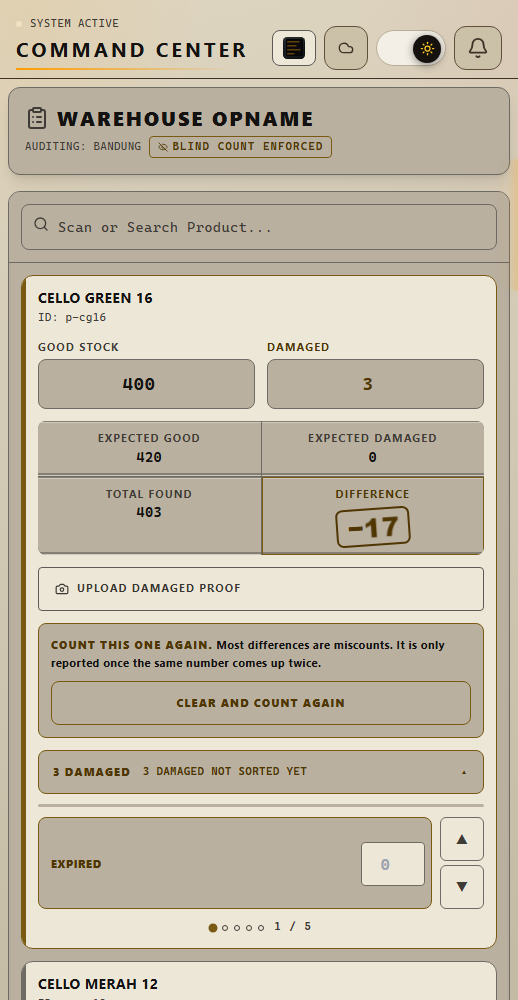 SYSTEM ACTIVE
COMMAND CENTER
WAREHOUSE OPNAME
AUDITING: BANDUNG BLIND COUNT ENFORCED
Scan or Search Product...
CELLO GREEN 16
ID: p-cg16
GOOD STOCK DAMAGED
400 3
EXPECTED GOOD EXPECTED DAMAGED
420 0
TOTAL FOUND DIFFERENCE
403 -17
UPLOAD DAMAGED PROOF
COUNT THIS ONE AGAIN. Most differences are miscounts. It is only
reported once the same number comes up twice.
CLEAR AND COUNT AGAIN
3 DAMAGED 3 DAMAGED NOT SORTED YET
EXPIRED 0
1 / 5
CELLO MERAH 12